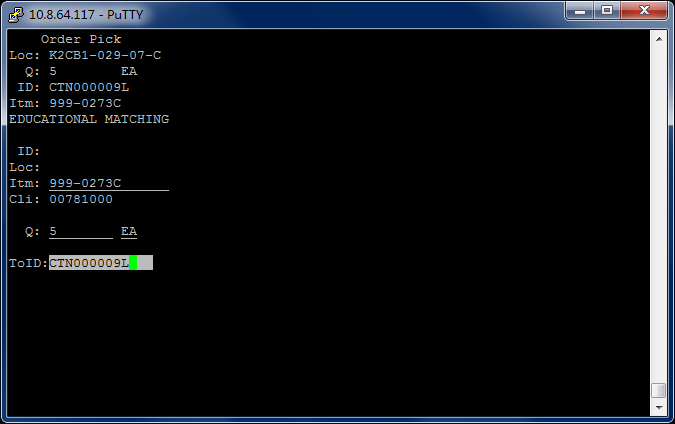 10.8.64.117 - PuTTY
Order Pick
Loc: K2CB1-029-07-C
Q: 5 EA
ID: CTN000009L
Itm: 999-0273C
EDUCATIONAL MATCHING
ID:
Loc:
Itm: 999-0273C
Cli: 00781000
Q: 5 EA
ToID:CTN000009L